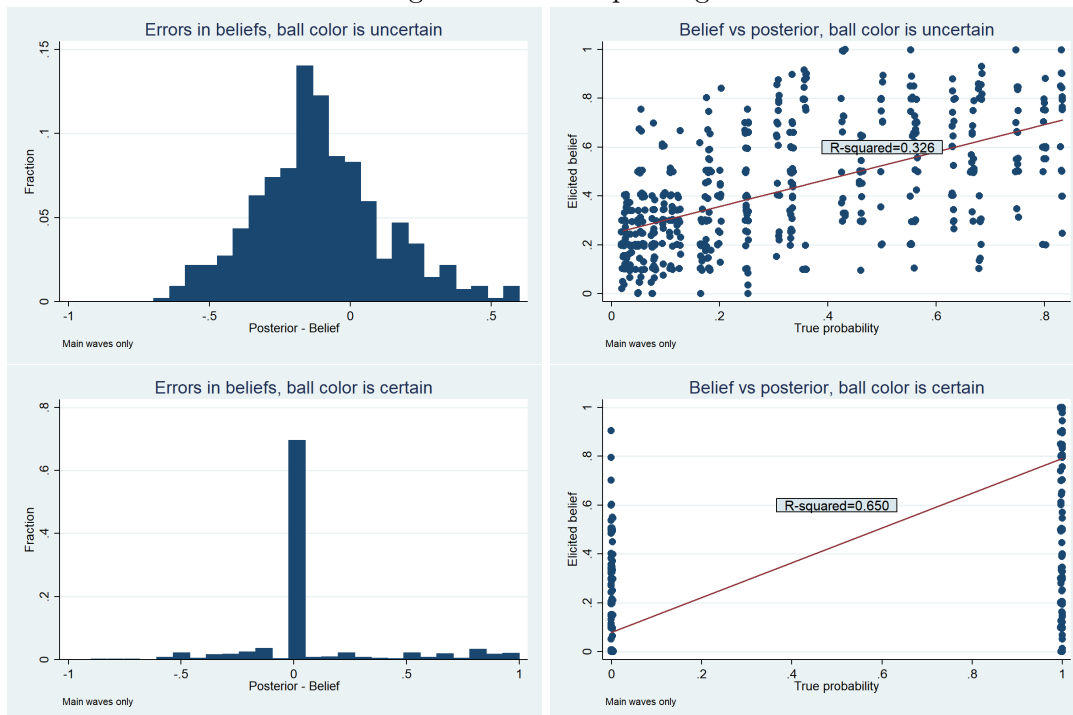 Errors in beliefs, ball color is uncertain
.15
.1
.05
0
Fraction
-1
-.5
0
.5
Posterior - Belief
Main waves only
Belief vs posterior, ball color is uncertain
1
.8
.6
.4
.2
0
Elicited belief
R-squared=0.326
0
.2
.4
.6
.8
True probability
Main waves only
Errors in beliefs, ball color is certain
.8
.6
.4
.2
0
Fraction
-1
-.5
0
.5
1
Posterior - Belief
Main waves only
Belief vs posterior, ball color is certain
1
.8
.6
.4
.2
0
Elicited belief
R-squared=0.650
0
.2
.4
.6
.8
1
True probability
Main waves only